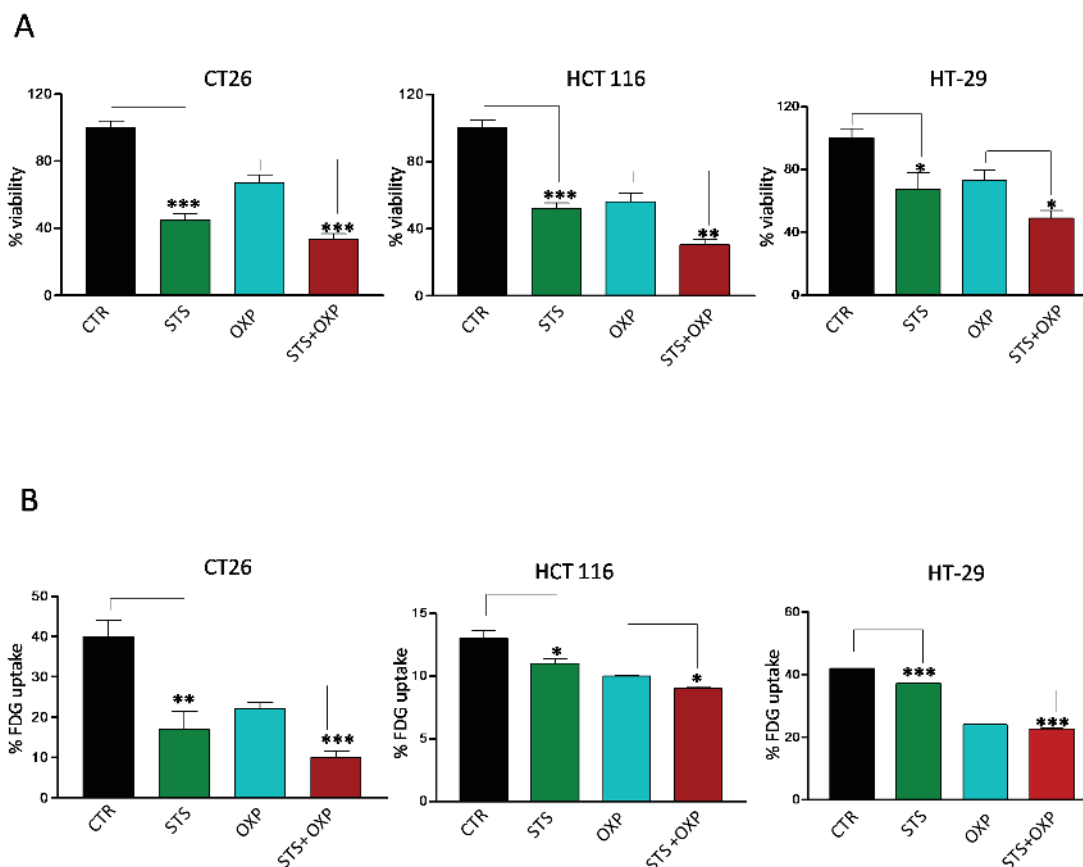 A
CT26
120
80
40
0
% viability
***
***
CTR
STS
OXP
STS+OXP
HCT 116
120
80
40
0
% viability
***
**
CTR
STS
OXP
STS+OXP
HT-29
120
80
40
0
% viability
*
*
CTR
STS
OXP
STS+OXP
B
CT26
50
40
30
20
10
0
% FDG uptake
**
***
CTR
STS
OXP
STS+ OXP
HCT 116
15
10
5
0
% FDG uptake
*
*
CTR
STS
OXP
STS+OXP
HT-29
60
40
20
0
% FDG uptake
***
***
CTR
STS
OXP
STS+OXP